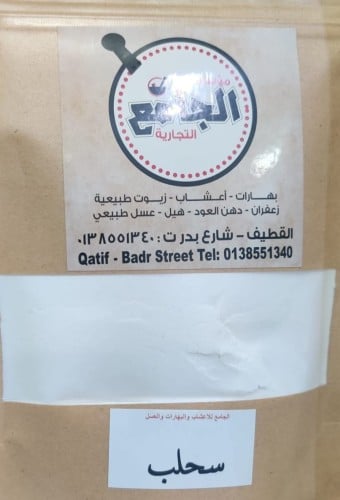 الجامع
التجارية
بهارات - أعشاب - زيوت طبيعية
زعفران - دهن العود - هيل - عسل طبيعي
القطيف - شارع بدر ت: ٠١٣٨٥٥١٣٤٠
Qatif - Badr Street Tel: 0138551340
الجامع للاعشاب والبهارات والعسل
سحلب